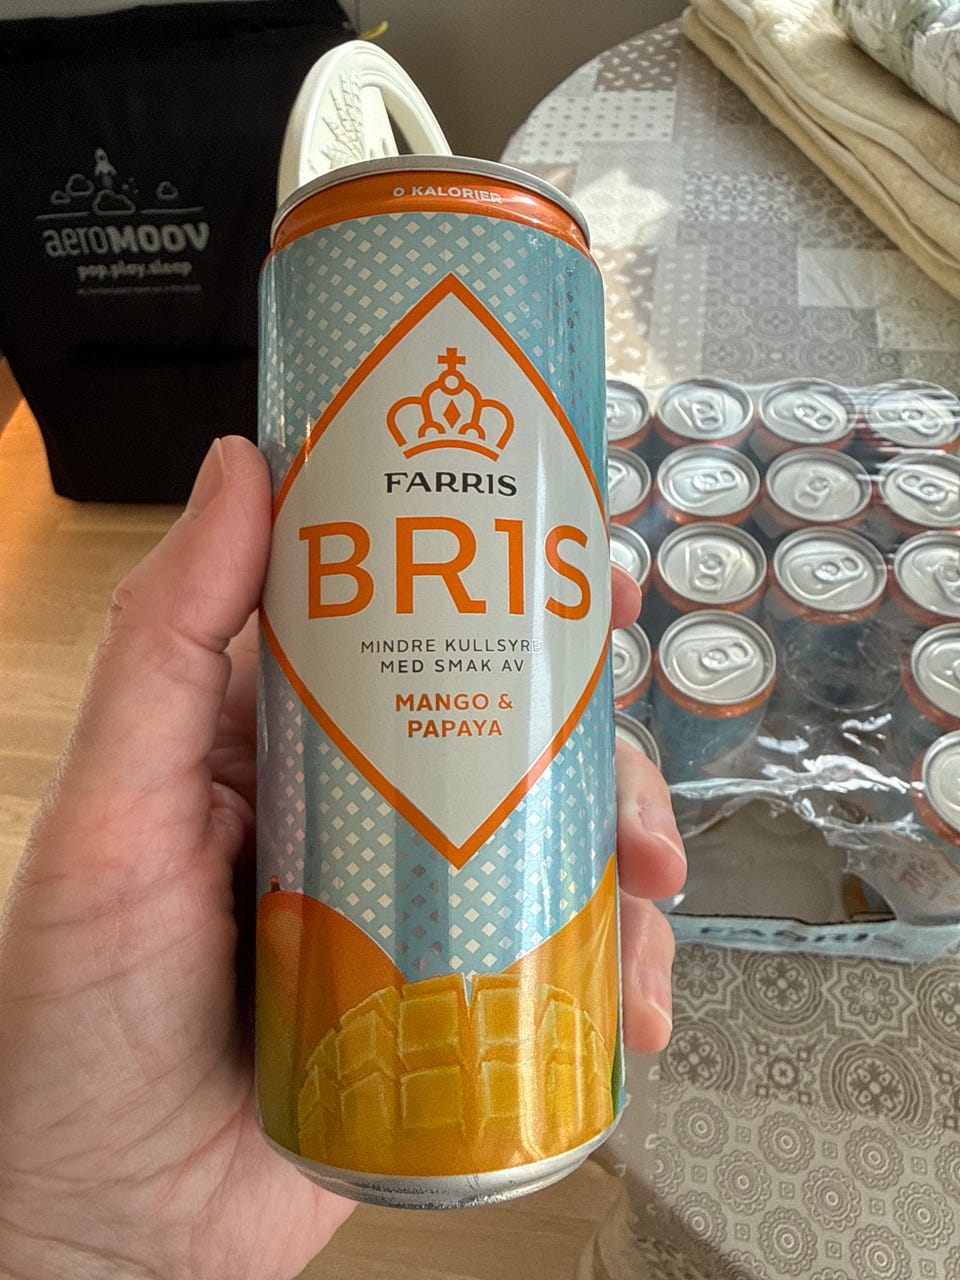 0 KALORIER
FARRIS
BRIS
MINDRE KULLSYRE
MED SMAK AV
MANGO &
PAPAYA
aeroMOOV
pop.play.sleep
FARRIS